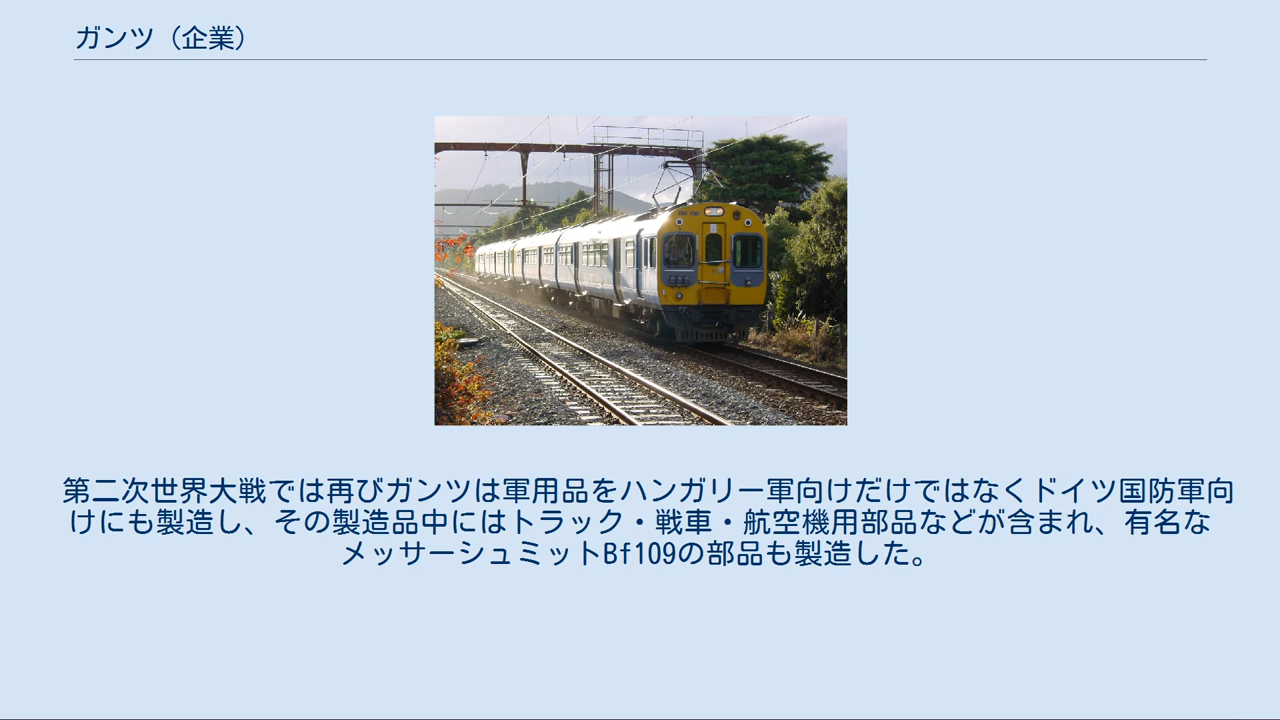 ガンツ（企業）
第二次世界大戦では再びガンツは軍用品をハンガリー軍向けだけではなくドイツ国防軍向
けにも製造し、その製造品中にはトラック・戦車・航空機用部品などが含まれ、有名な
メッサーシュミットBf109の部品も製造した。